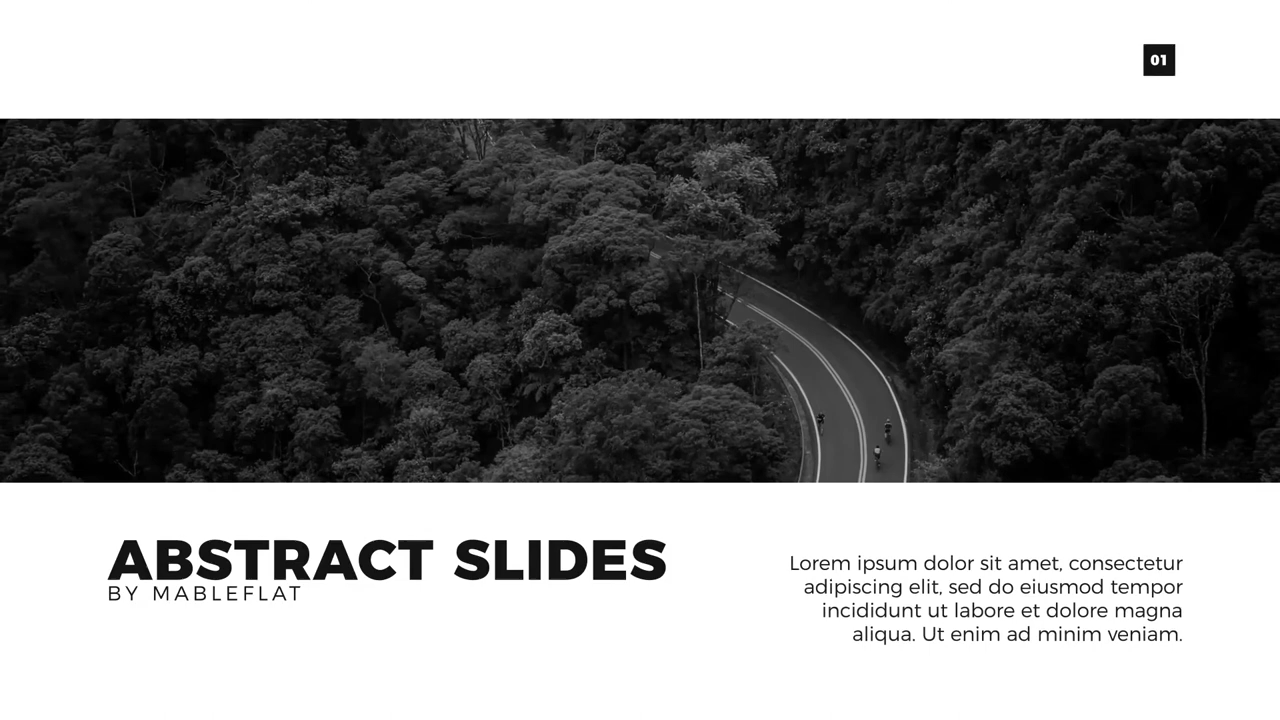 01
ABSTRACT SLIDES
BY MABLEFLAT
Lorem ipsum dolor sit amet, consectetur
adipiscing elit, sed do eiusmod tempor
incididunt ut labore et dolore magna
aliqua. Ut enim ad minim veniam.